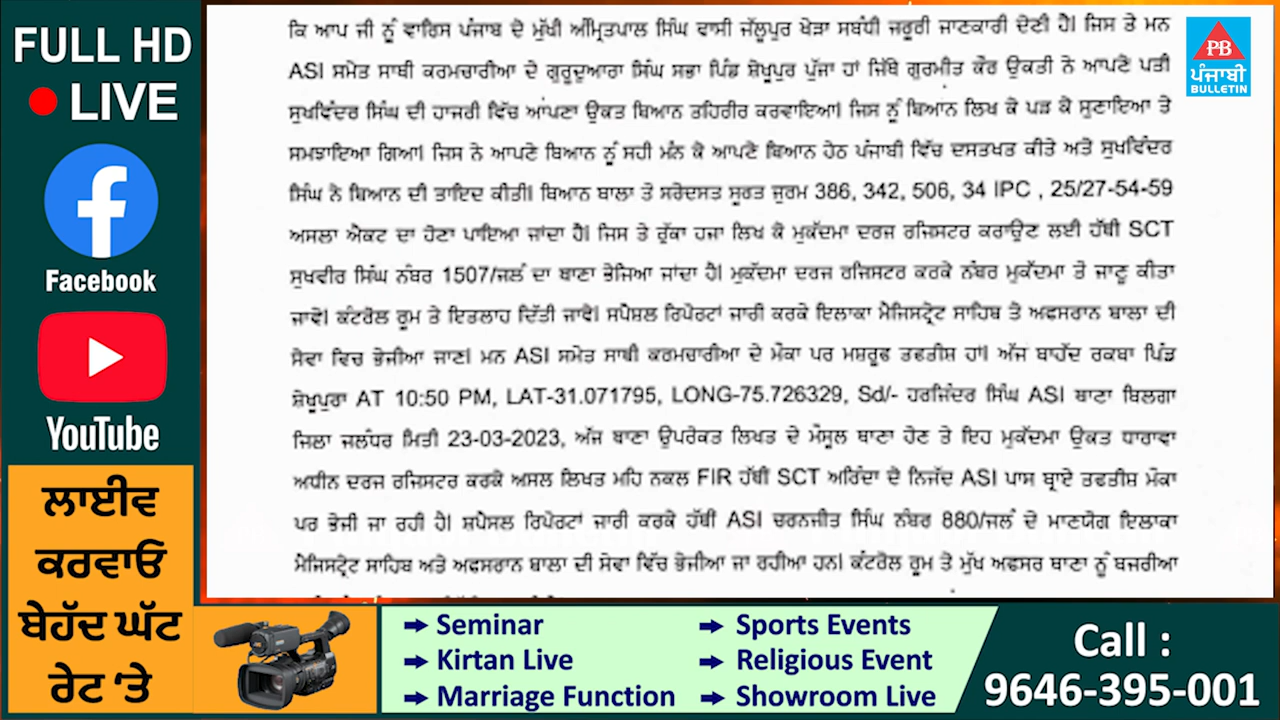 FULL HD
LIVE
Facebook
YouTube
ਲਾਈਵ
ਕਰਵਾਓ
ਬੇਹੱਦ ਘੱਟ
ਰੇਟ ‘ਤੇ
PB
ਪੰਜਾਬੀ
BULLETIN
ਕਿ ਆਪ ਜੀ ਨੂੰ ਵਾਰਿਸ ਪੰਜਾਬ ਦੇ ਮੁੱਖੀ ਅੰਮ੍ਰਿਤਪਾਲ ਸਿੰਘ ਵਾਸੀ ਜੱਲੂਪੁਰ ਖੇੜਾ ਸਬੰਧੀ ਜਰੂਰੀ ਜਾਣਕਾਰੀ ਦੇਣੀ ਹੈ। ਜਿਸ ਤੇ ਮਨ
ASI ਸਮੇਤ ਸਾਥੀ ਕਰਮਚਾਰੀਆ ਦੇ ਗੁਰੂਦੁਆਰਾ ਸਿੰਘ ਸਭਾ ਪਿੰਡ ਸ਼ੇਖੂਪੁਰ ਪੁੱਜਾ ਹਾਂ ਜਿੱਥੇ ਗੁਰਮੀਤ ਕੌਰ ਉਕਤੀ ਨੇ ਆਪਣੇ ਪਤੀ
ਸੁਖਵਿੰਦਰ ਸਿੰਘ ਦੀ ਹਾਜਰੀ ਵਿੱਚ ਆਪਣਾ ਉਕਤ ਬਿਆਨ ਤਹਿਰੀਰ ਕਰਵਾਇਆ। ਜਿਸ ਨੂੰ ਬਿਆਨ ਲਿਖ ਕੇ ਪੜ ਕੇ ਸੁਣਾਇਆ ਤੇ
ਸਮਝਾਇਆ ਗਿਆ। ਜਿਸ ਨੇ ਆਪਣੇ ਬਿਆਨ ਨੂੰ ਸਹੀ ਮੰਨ ਕੇ ਆਪਣੇ ਬਿਆਨ ਹੇਠ ਪੰਜਾਬੀ ਵਿੱਚ ਦਸਤਖਤ ਕੀਤੇ ਅਤੇ ਸੁਖਵਿੰਦਰ
ਸਿੰਘ ਨੇ ਬਿਆਨ ਦੀ ਤਾਇਦ ਕੀਤੀ। ਬਿਆਨ ਬਾਲਾ ਤੋਂ ਸਰੇਦਸਤ ਸੂਰਤ ਜੁਰਮ 386, 342, 506, 34 IPC , 25/27-54-59
ਅਸਲਾ ਐਕਟ ਦਾ ਹੋਣਾ ਪਾਇਆ ਜਾਂਦਾ ਹੈ। ਜਿਸ ਤੇ ਰੁੱਕਾ ਹਜਾ ਲਿਖ ਕੇ ਮੁਕੱਦਮਾ ਦਰਜ ਰਜਿਸਟਰ ਕਰਾਉਣ ਲਈ ਹੱਥੀ SCT
ਸੁਖਵੀਰ ਸਿੰਘ ਨੰਬਰ 1507/ਜਲੰ ਦਾ ਥਾਣਾ ਭੇਜਿਆ ਜਾਂਦਾ ਹੈ। ਮੁਕੱਦਮਾ ਦਰਜ ਰਜਿਸਟਰ ਕਰਕੇ ਨੰਬਰ ਮੁਕੱਦਮਾ ਤੋਂ ਜਾਣੂ ਕੀਤਾ
ਜਾਵੇ। ਕੰਟਰੋਲ ਰੂਮ ਤੇ ਇਤਲਾਹ ਦਿੱਤੀ ਜਾਵੇ। ਸਪੈਸ਼ਲ ਰਿਪੋਰਟਾਂ ਜਾਰੀ ਕਰਕੇ ਇਲਾਕਾ ਮੈਜਿਸਟ੍ਰੇਟ ਸਾਹਿਬ ਤੇ ਅਫਸਰਾਨ ਬਾਲਾ ਦੀ
ਸੇਵਾ ਵਿਚ ਭੇਜੀਆ ਜਾਣ। ਮਨ ASI ਸਮੇਤ ਸਾਥੀ ਕਰਮਚਾਰੀਆ ਦੇ ਮੌਕਾ ਪਰ ਮਸ਼ਰੂਫ ਤਫਤੀਸ਼ ਹਾਂ। ਅੱਜ ਬਾਹੱਦ ਰਕਬਾ ਪਿੰਡ
ਸ਼ੇਖੂਪੁਰਾ AT 10:50 PM, LAT-31.071795, LONG-75.726329, Sd/- ਹਰਜਿੰਦਰ ਸਿੰਘ ASI ਥਾਣਾ ਬਿਲਗਾ
ਜਿਲਾ ਜਲੰਧਰ ਮਿਤੀ 23-03-2023, ਅੱਜ ਥਾਣਾ ਉਪਰੋਕਤ ਲਿਖਤ ਦੇ ਮੌਸੂਲ ਥਾਣਾ ਹੋਣ ਤੇ ਇਹ ਮੁਕੱਦਮਾ ਉਕਤ ਧਾਰਾਵਾ
ਅਧੀਨ ਦਰਜ ਰਜਿਸਟਰ ਕਰਕੇ ਅਸਲ ਲਿਖਤ ਮਹਿ ਨਕਲ FIR ਹੱਥੀ SCT ਅਰਿੰਦਾ ਦੇ ਨਿਜੱਦ ASI ਪਾਸ ਬ੍ਰਾਏ ਤਫਤੀਸ਼ ਮੌਕਾ
ਪਰ ਭੇਜੀ ਜਾ ਰਹੀ ਹੈ। ਸ਼ਪੈਸਲ ਰਿਪੋਰਟਾਂ ਜਾਰੀ ਕਰਕੇ ਹੱਥੀ ASI ਚਰਨਜੀਤ ਸਿੰਘ ਨੰਬਰ 880/ਜਲੰ ਦੇ ਮਾਣਯੋਗ ਇਲਾਕਾ
ਮੈਜਿਸਟ੍ਰੇਟ ਸਾਹਿਬ ਅਤੇ ਅਫਸਰਾਨ ਬਾਲਾ ਦੀ ਸੇਵਾ ਵਿੱਚ ਭੇਜੀਆ ਜਾ ਰਹੀਆ ਹਨ। ਕੰਟਰੋਲ ਰੂਮ ਤੇ ਮੁੱਖ ਅਫਸਰ ਥਾਣਾ ਨੂੰ ਬਜਰੀਆ
Seminar
Kirtan Live
Marriage Function
Sports Events
Religious Event
Showroom Live
Call :
9646-395-001